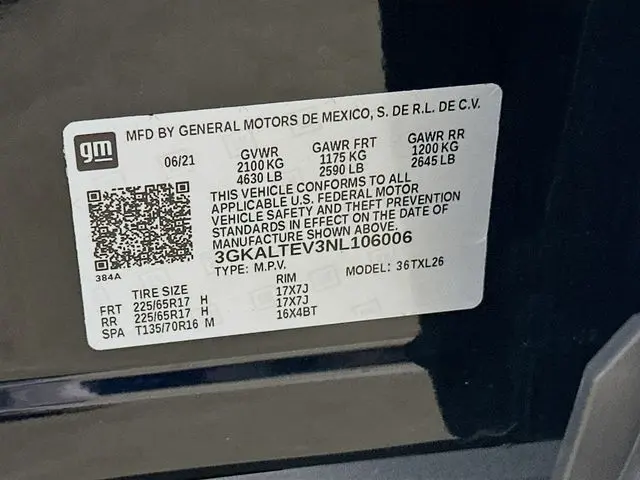 gm
MFD BY GENERAL MOTORS DE MEXICO, S. DE R.L. DE C.V.
06/21 GVWR GAWR FRT GAWR RR
2100 KG 1175 KG 1200 KG
4630 LB 2590 LB 2645 LB
THIS VEHICLE CONFORMS TO ALL
APPLICABLE U.S. FEDERAL MOTOR
VEHICLE SAFETY AND THEFT PREVENTION
STANDARDS IN EFFECT ON THE DATE OF
MANUFACTURE SHOWN ABOVE.
3GKALTEV3NL106006
384A
TYPE: M.P.V. MODEL: 36TXL26
TIRE SIZE RIM
FRT 225/65R17 H 17X7J
RR 225/65R17 H 17X7J
SPA T135/70R16 M 16X4BT